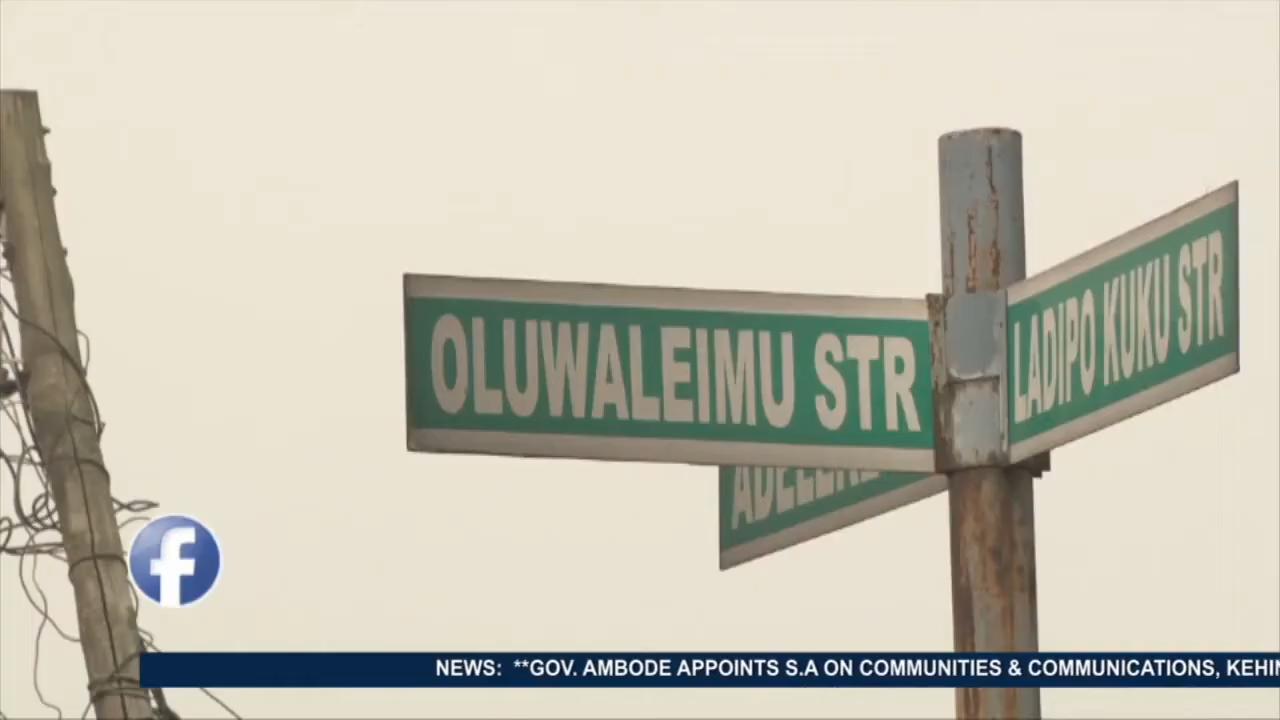 OLUWALEIMU STR
LADIPO KUKU STR
NEWS: **GOV. AMBODE APPOINTS S.A ON COMMUNITIES & COMMUNICATIONS,